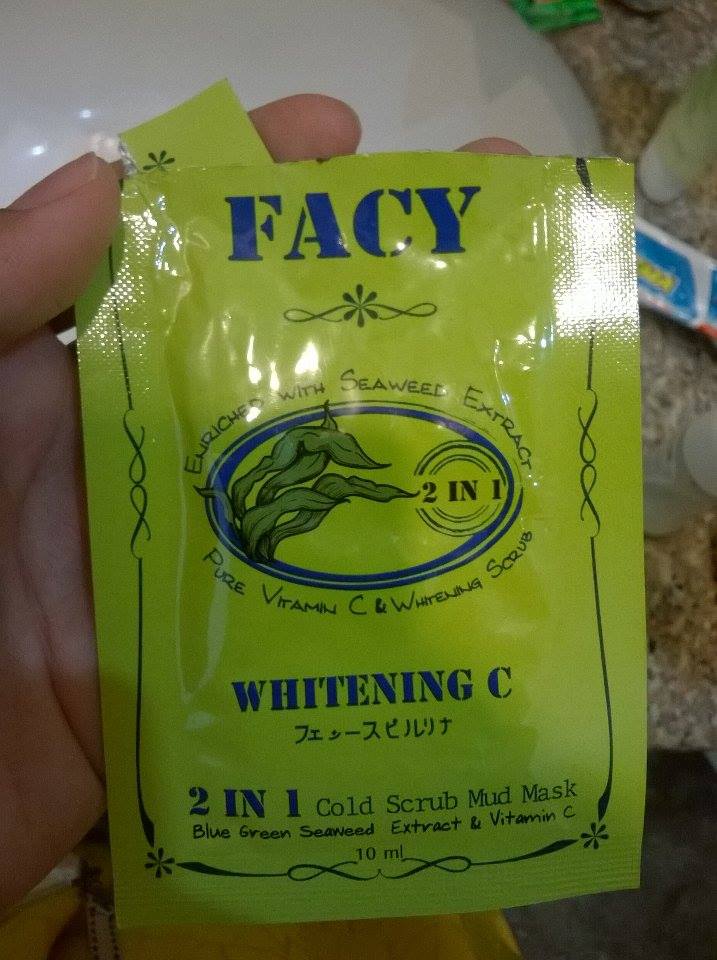 FACY
ENRICHED WITH SEAWEED EXTRACT
2 IN 1
PURE VITAMIN C & WHITENING SCRUB
WHITENING C
フェシースピルリナ
2 IN 1 Cold Scrub Mud Mask
Blue Green Seaweed Extract & Vitamin C
10 ml